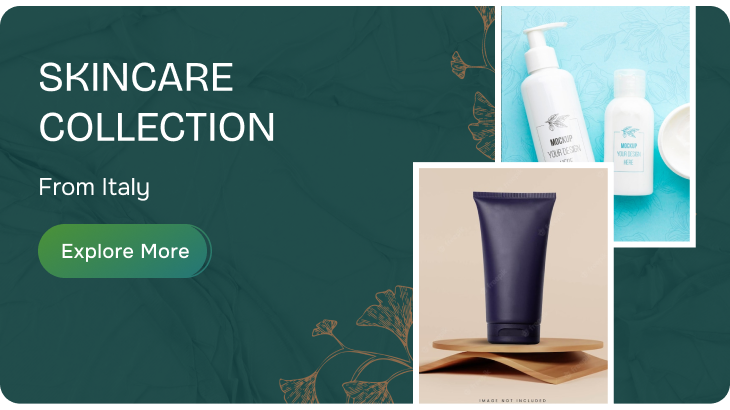 SKINCARE
COLLECTION
From Italy
Explore More
MOCKUP
YOUR DESIGN
HERE
MOCKUP
YOUR DESIGN
HERE
IMAGE NOT INCLUDED